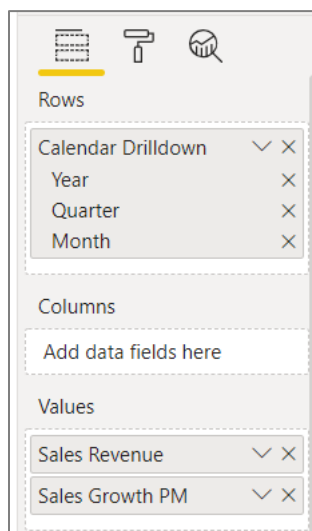 Rows
Calendar Drilldown
Year
Quarter
Month
Columns
Add data fields here
Values
Sales Revenue
Sales Growth PM